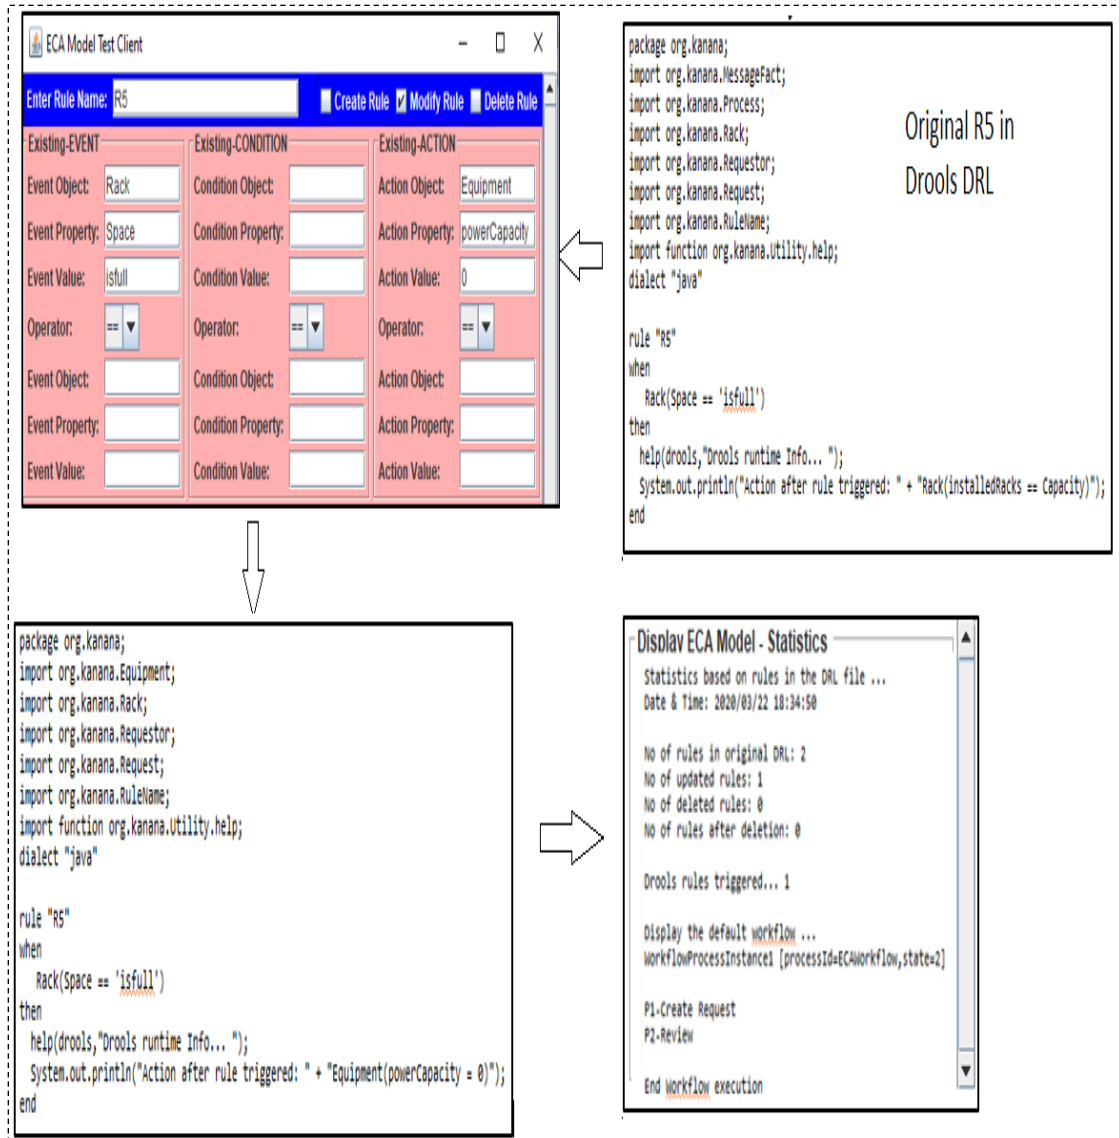 ECA Model Test Client
Enter Rule Name: R5 Create Rule Modify Rule Delete Rule
Existing-EVENT Existing-CONDITION Existing-ACTION
Event Object: Rack Condition Object: Action Object: Equipment
Event Property: Space Condition Property: Action Property: powerCapacity
Event Value: isfull Condition Value: Action Value: 0
Operator: == Operator: == Operator: ==
Event Object: Condition Object: Action Object:
Event Property: Condition Property: Action Property:
Event Value: Condition Value: Action Value:
package org.kanana;
import org.kanana.MessageFact;
import org.kanana.Process;
import org.kanana.Rack;
import org.kanana.Requestor;
import org.kanana.Request;
import org.kanana.RuleName;
import function org.kanana.Utility.help;
dialect "java"
rule "R5"
when
Rack(Space == 'isfull')
then
help(drools,"Drools runtime Info... ");
System.out.println("Action after rule triggered: " + "Rack(installedRacks == Capacity)");
end
Original R5 in
Drools DRL
package org.kanana;
import org.kanana.Equipment;
import org.kanana.Rack;
import org.kanana.Requestor;
import org.kanana.Request;
import org.kanana.RuleName;
import function org.kanana.Utility.help;
dialect "java"
rule "R5"
when
Rack(Space == 'isfull')
then
help(drools,"Drools runtime Info... ");
System.out.println("Action after rule triggered: " + "Equipment(powerCapacity = 0)");
end
Display ECA Model - Statistics
Statistics based on rules in the DRL file ...
Date & Time: 2020/03/22 18:34:50
No of rules in original DRL: 2
No of updated rules: 1
No of deleted rules: 0
No of rules after deletion: 0
Drools rules triggered... 1
Display the default workflow ...
WorkflowProcessInstance1 [processId=ECAWorkflow,state=2]
P1-Create Request
P2-Review
End Workflow execution